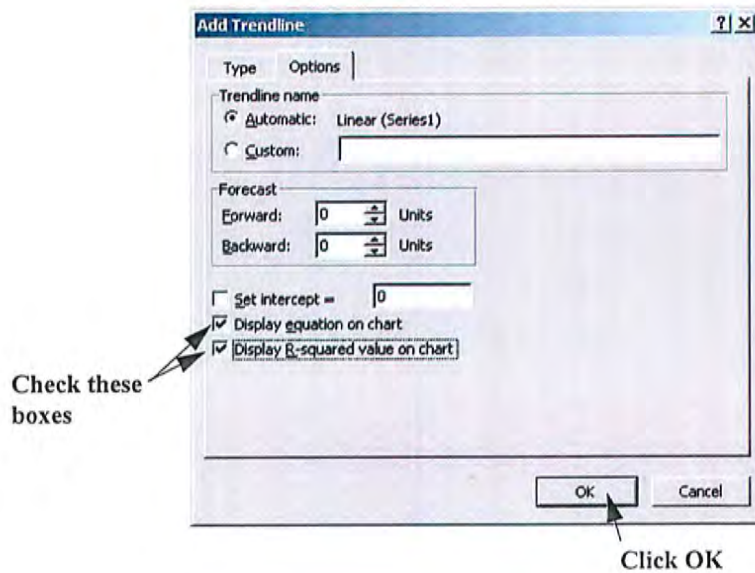 Add Trendline
Type Options
Trendline name
Automatic: Linear (Series1)
Custom:
Forecast
Forward: 0 Units
Backward: 0 Units
Set intercept = 0
Display equation on chart
Display R-squared value on chart
Check these
boxes
OK Cancel
Click OK